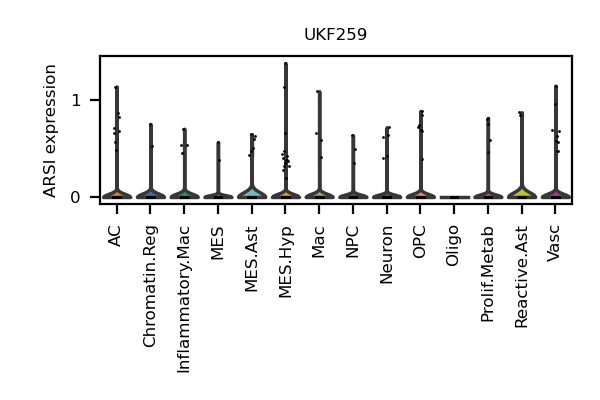 UKF259
ARSI expression
1
0
AC
Chromatin.Reg
Inflammatory.Mac
MES
MES.Ast
MES.Hyp
Mac
NPC
Neuron
OPC
Oligo
Prolif.Metab
Reactive.Ast
Vasc